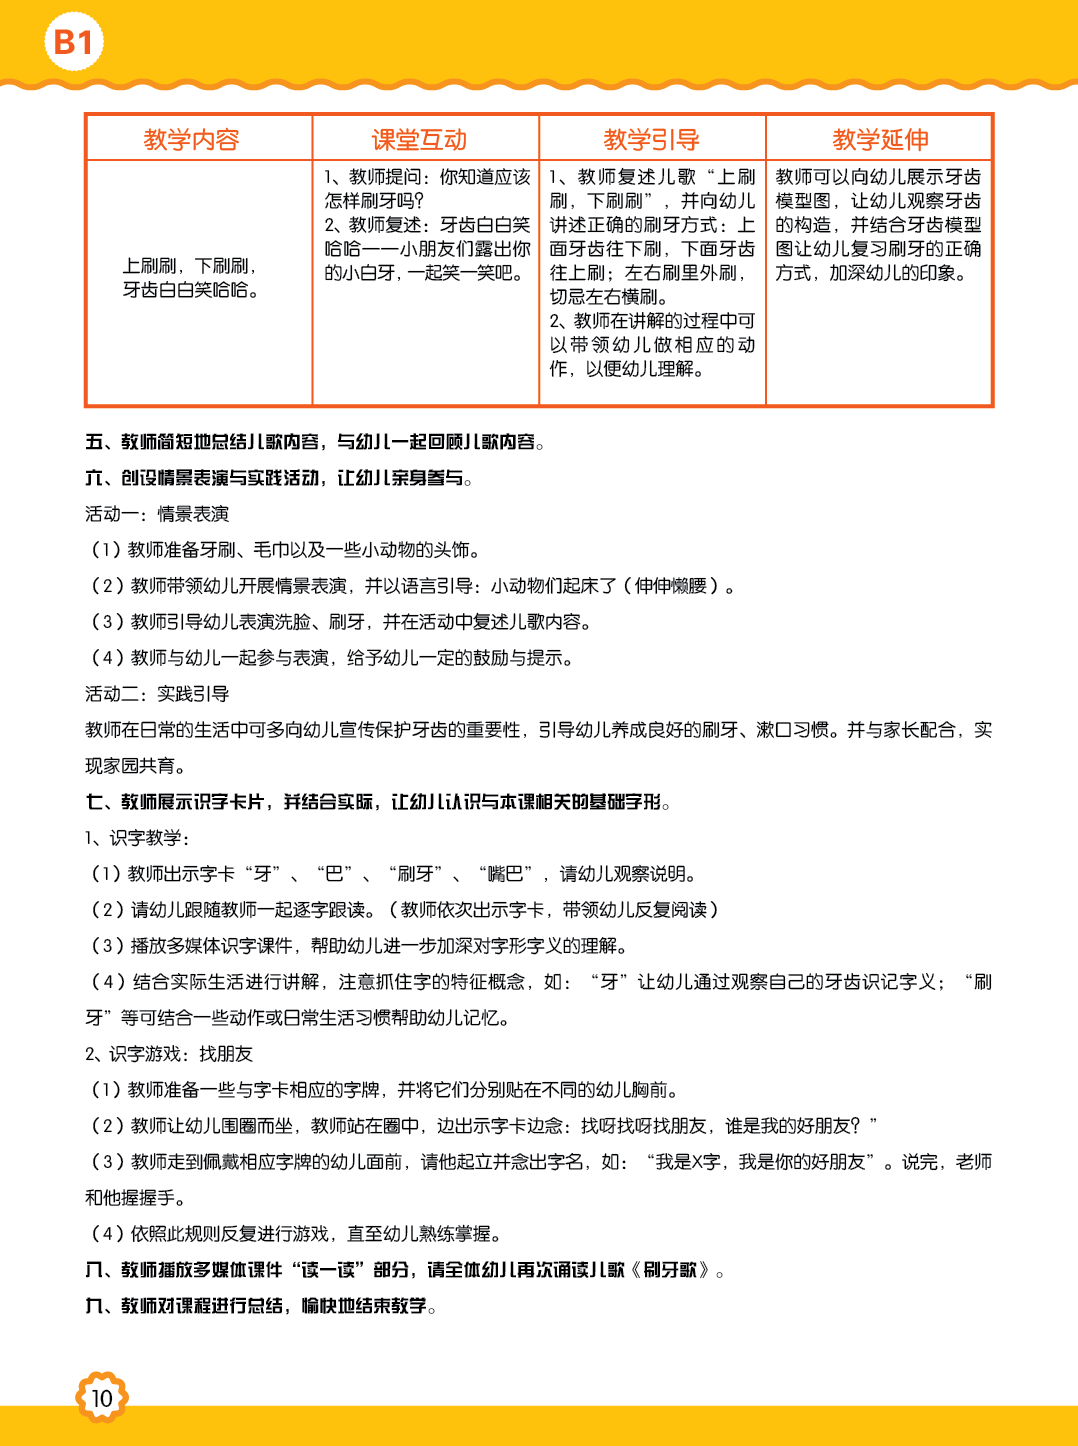 B1
教学内容
课堂互动
教学引导
教学延伸
上刷刷，下刷刷，
牙齿白白笑哈哈。
1、教师提问：你知道应该
怎样刷牙吗？
2、教师复述：牙齿白白笑
哈哈——小朋友们露出你
的小白牙，一起笑一笑吧。
1、教师复述儿歌“上刷
刷，下刷刷”，并向幼儿
讲述正确的刷牙方式：上
面牙齿往下刷，下面牙齿
往上刷；左右刷里外刷，
切忌左右横刷。
2、教师在讲解的过程中可
以带领幼儿做相应的动
作，以便幼儿理解。
教师可以向幼儿展示牙齿
模型图，让幼儿观察牙齿
的构造，并结合牙齿模型
图让幼儿复习刷牙的正确
方式，加深幼儿的印象。
五、教师简短地总结儿歌内容，与幼儿一起回顾儿歌内容。
六、创设情景表演与实践活动，让幼儿亲身参与。
活动一：情景表演
（1）教师准备牙刷、毛巾以及一些小动物的头饰。
（2）教师带领幼儿开展情景表演，并以语言引导：小动物们起床了（伸伸懒腰）。
（3）教师引导幼儿表演洗脸、刷牙，并在活动中复述儿歌内容。
（4）教师与幼儿一起参与表演，给予幼儿一定的鼓励与提示。
活动二：实践引导
教师在日常的生活中可多向幼儿宣传保护牙齿的重要性，引导幼儿养成良好的刷牙、漱口习惯。并与家长配合，实
现家园共育。
七、教师展示识字卡片，并结合实际，让幼儿认识与本课相关的基础字形。
1、识字教学：
（1）教师出示字卡“牙”、“巴”、“刷牙”、“嘴巴”，请幼儿观察说明。
（2）请幼儿跟随教师一起逐字跟读。（教师依次出示字卡，带领幼儿反复阅读）
（3）播放多媒体识字课件，帮助幼儿进一步加深对字形字义的理解。
（4）结合实际生活进行讲解，注意抓住字的特征概念，如：“牙”让幼儿通过观察自己的牙齿识记字义；“刷
牙”等可结合一些动作或日常生活习惯帮助幼儿记忆。
2、识字游戏：找朋友
（1）教师准备一些与字卡相应的字牌，并将它们分别贴在不同的幼儿胸前。
（2）教师让幼儿围圈而坐，教师站在圈中，边出示字卡边念：找呀找呀找朋友，谁是我的好朋友？”
（3）教师走到佩戴相应字牌的幼儿面前，请他起立并念出字名，如：“我是X字，我是你的好朋友”。说完，老师
和他握握手。
（4）依照此规则反复进行游戏，直至幼儿熟练掌握。
八、教师播放多媒体课件“读一读”部分，请全体幼儿再次诵读儿歌《刷牙歌》。
九、教师对课程进行总结，愉快地结束教学。
10